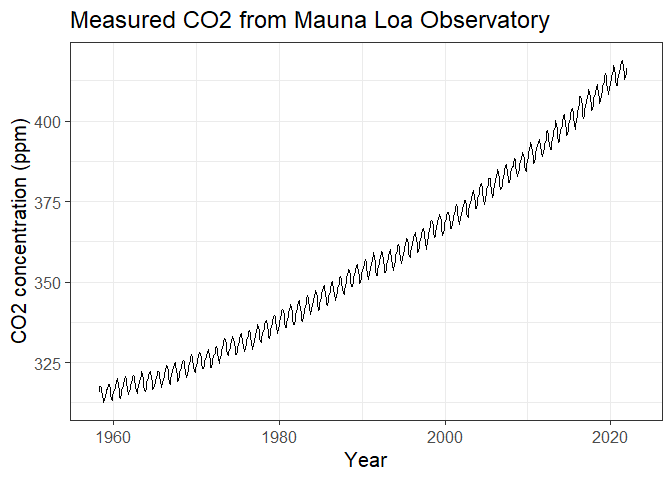 Measured CO2 from Mauna Loa Observatory
CO2 concentration (ppm)
400
375
350
325
1960 1980 2000 2020
Year